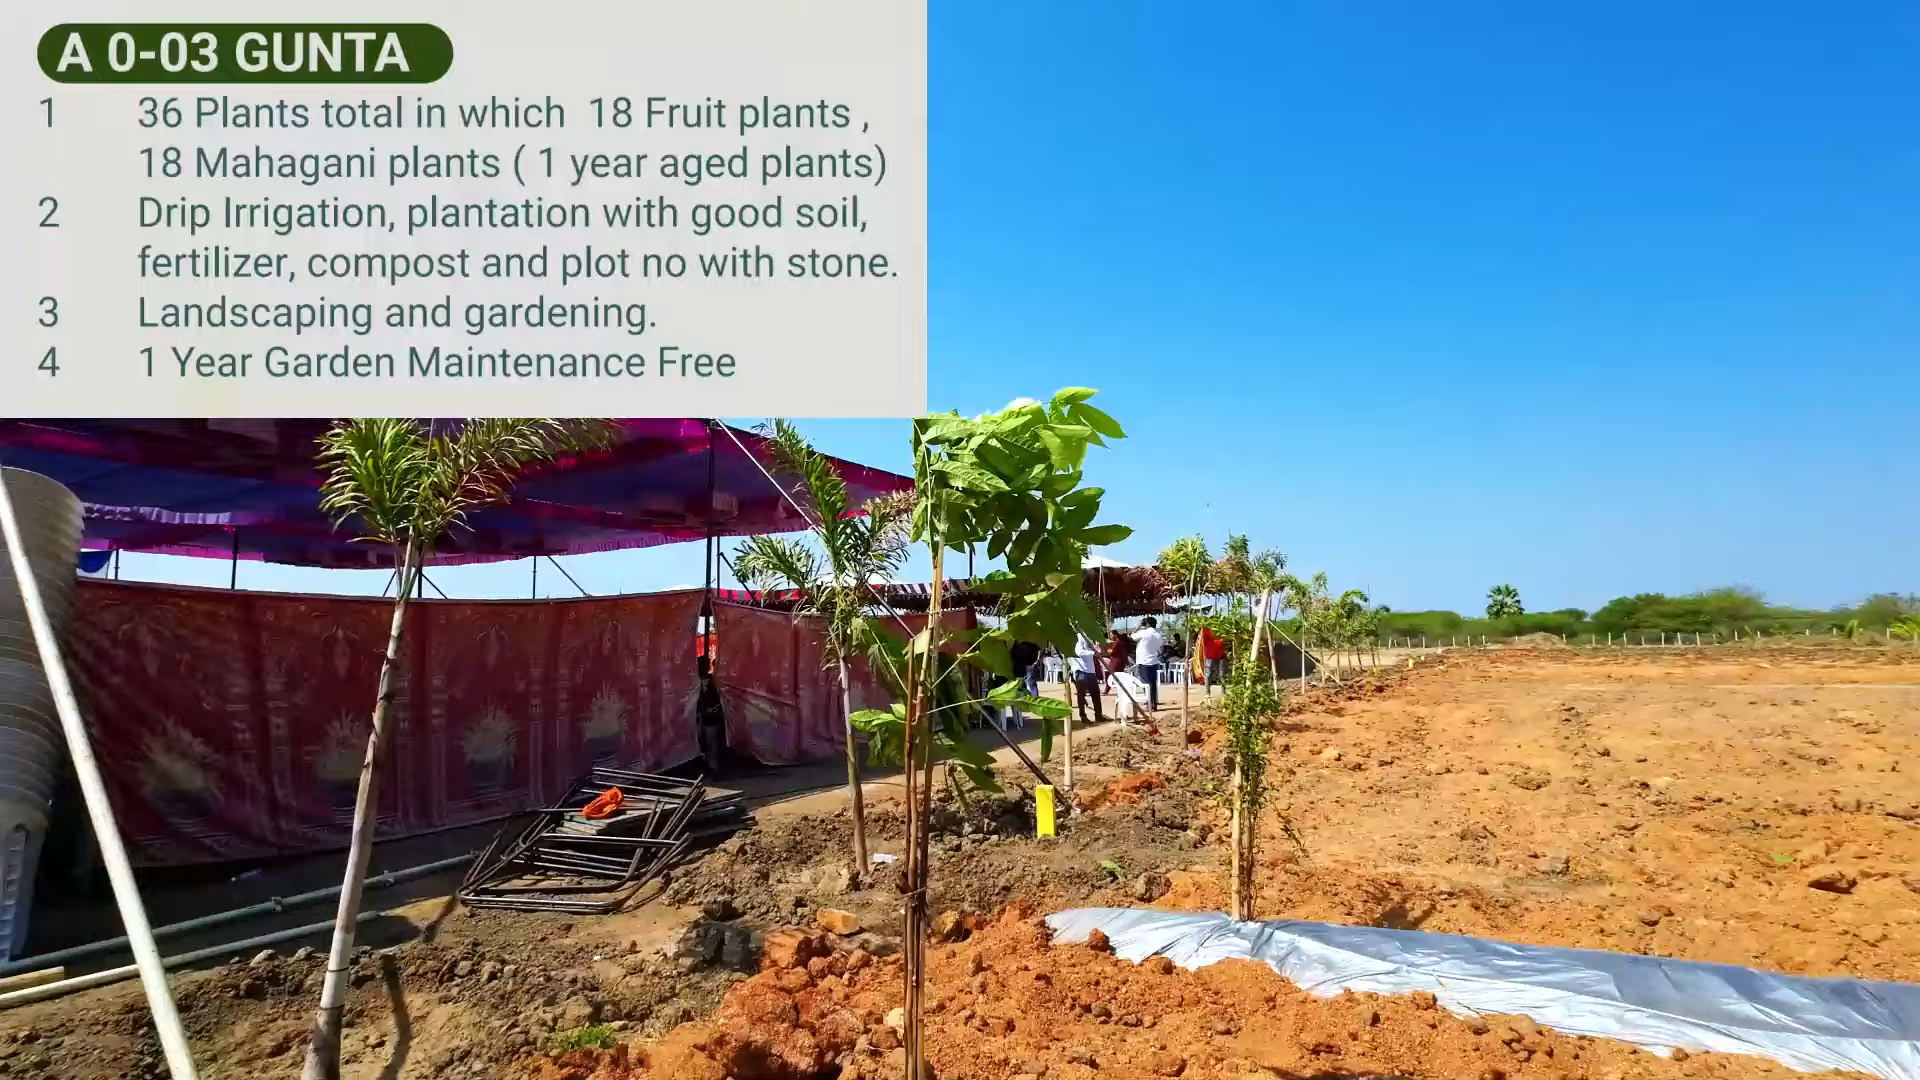 A 0-03 GUNTA
1 36 Plants total in which 18 Fruit plants ,
18 Mahagani plants ( 1 year aged plants)
2 Drip Irrigation, plantation with good soil,
fertilizer, compost and plot no with stone.
3 Landscaping and gardening.
4 1 Year Garden Maintenance Free